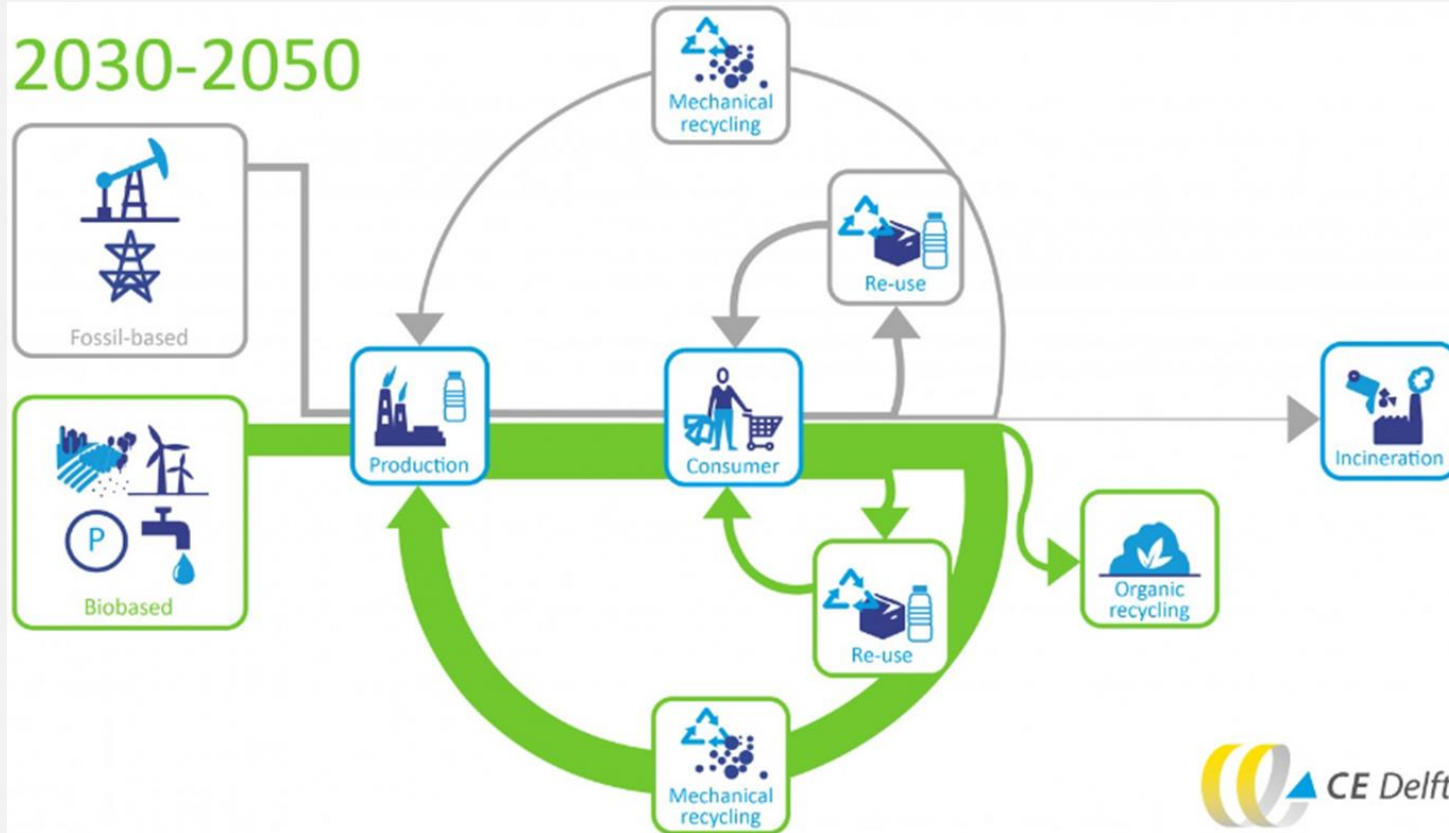 2030-2050
Mechanical
recycling
Re-use
Fossil-based
Production
Consumer
Incineration
P
Biobased
Organic
recycling
Re-use
Mechanical
recycling
CE Delft